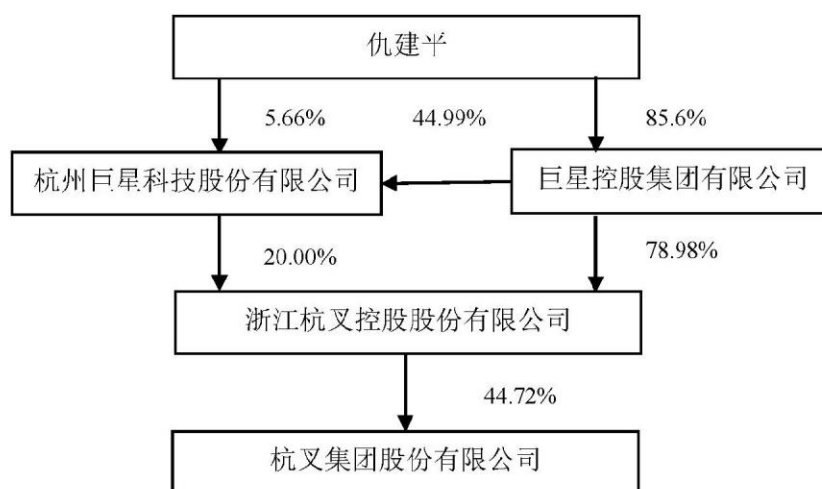 仇建平
5.66%
44.99%
85.6%
杭州巨星科技股份有限公司
巨星控股集团有限公司
20.00%
78.98%
浙江杭叉控股股份有限公司
44.72%
杭叉集团股份有限公司